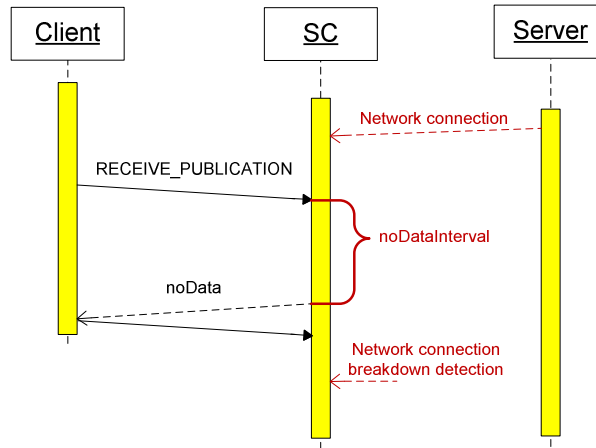 Client
SC
Server
Network connection
RECEIVE_PUBLICATION
noDataInterval
noData
Network connection
breakdown detection